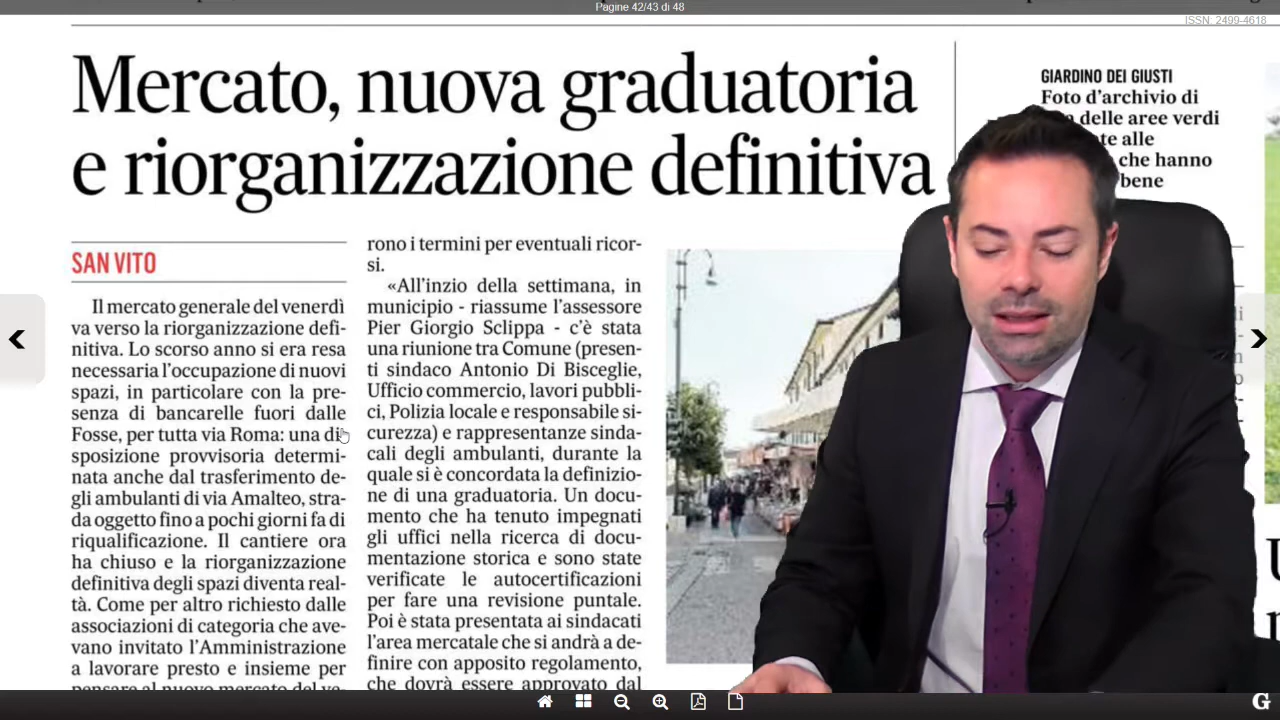 Pagine 42/43 di 48
ISSN: 2499-4618
Mercato, nuova graduatoria
e riorganizzazione definitiva
SAN VITO
Il mercato generale del venerdì
va verso la riorganizzazione defi-
nitiva. Lo scorso anno si era resa
necessaria l'occupazione di nuovi
spazi, in particolare con la pre-
senza di bancarelle fuori dalle
Fosse, per tutta via Roma: una di-
sposizione provvisoria determi-
nata anche dal trasferimento de-
gli ambulanti di via Amalteo, stra-
da oggetto fino a pochi giorni fa di
riqualificazione. Il cantiere ora
ha chiuso e la riorganizzazione
definitiva degli spazi diventa real-
tà. Come per altro richiesto dalle
associazioni di categoria che ave-
vano invitato l'Amministrazione
a lavorare presto e insieme per
pensare al nuovo mercato del ve-
rono i termini per eventuali ricor-
si.
«All'inzio della settimana, in
municipio - riassume l'assessore
Pier Giorgio Sclippa - c'è stata
una riunione tra Comune (presen-
ti sindaco Antonio Di Bisceglie,
Ufficio commercio, lavori pubbli-
ci, Polizia locale e responsabile si-
curezza) e rappresentanze sinda-
cali degli ambulanti, durante la
quale si è concordata la definizio-
ne di una graduatoria. Un docu-
mento che ha tenuto impegnati
gli uffici nella ricerca di docu-
mentazione storica e sono state
verificate le autocertificazioni
per fare una revisione puntale.
Poi è stata presentata ai sindacati
l'area mercatale che si andrà a de-
finire con apposito regolamento,
che dovrà essere approvato dal
GIARDINO DEI GIUSTI
Foto d'archivio di
delle aree verdi
alle
che hanno
bene
G